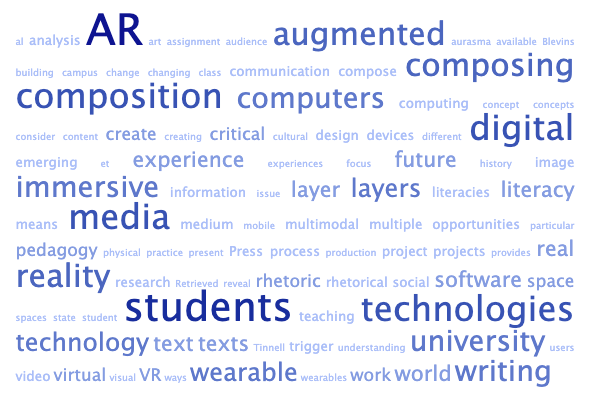 al analysis AR art assignment audience augmented aurasma available Blevins
building campus change changing class communication compose composing
composition computers computing concept concepts
consider content create creating critical cultural design devices different digital
emerging et experience experiences focus future history image
immersive information issue layer layers literacies literacy
means media medium mobile multimodal multiple opportunities particular
pedagogy physical practice present Press process production project projects provides real
reality research Retrieved reveal rhetoric rhetorical social software space
spaces state student students teaching technologies
technology text texts Tinnell trigger understanding university users
video virtual visual VR ways wearable wearables work world writing